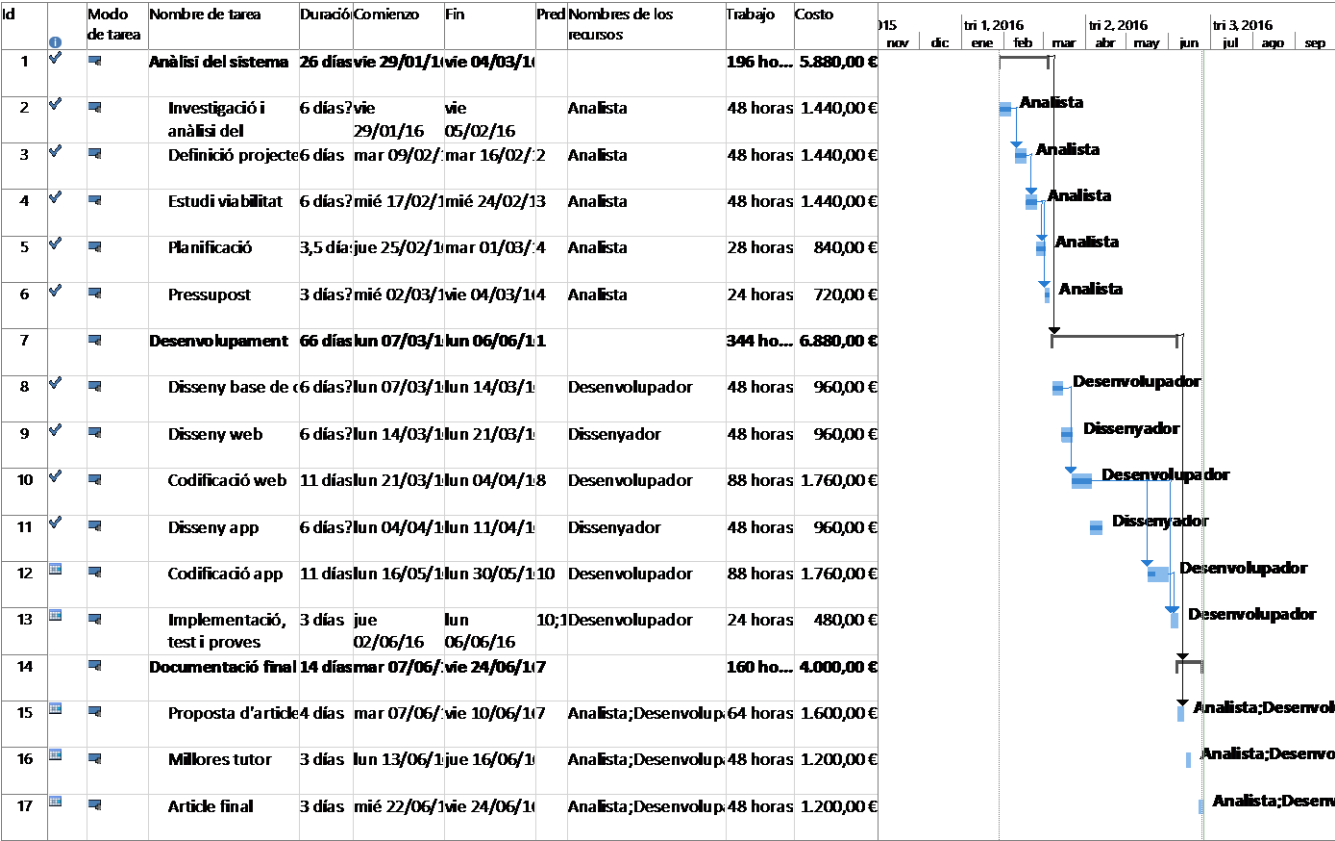 Id Modo de tarea Nombre de tarea Duració Comienzo Fin Pred Nombres de los recursos Trabajo Costo
015 tri 1, 2016 tri 2, 2016 tri 3, 2016
nov dic ene feb mar abr may jun jul ago sep
1 Anàlisi del sistema 26 días vie 29/01/1 vie 04/03/1 196 ho... 5.880,00 €
2 Investigació i anàlisi del 6 días? vie 29/01/16 vie 05/02/16 Analista 48 horas 1.440,00 € Analista
3 Definició projecte 6 días mar 09/02/ mar 16/02/ 2 Analista 48 horas 1.440,00 € Analista
4 Estudi viabilitat 6 días? mié 17/02/1 mié 24/02/1 3 Analista 48 horas 1.440,00 € Analista
5 Planificació 3,5 día jue 25/02/1 mar 01/03/ 4 Analista 28 horas 840,00 € Analista
6 Pressupost 3 días? mié 02/03/1 vie 04/03/1 4 Analista 24 horas 720,00 € Analista
7 Desenvolupament 66 días lun 07/03/1 lun 06/06/1 1 344 ho... 6.880,00 €
8 Disseny base de 6 días? lun 07/03/1 lun 14/03/1 Desenvolupador 48 horas 960,00 € Desenvolupador
9 Disseny web 6 días? lun 14/03/1 lun 21/03/1 Dissenyador 48 horas 960,00 € Dissenyador
10 Codificació web 11 días lun 21/03/1 lun 04/04/1 8 Desenvolupador 88 horas 1.760,00 € Desenvolupador
11 Disseny app 6 días? lun 04/04/1 lun 11/04/1 Dissenyador 48 horas 960,00 € Dissenyador
12 Codificació app 11 días lun 16/05/1 lun 30/05/1 10 Desenvolupador 88 horas 1.760,00 € Desenvolupador
13 Implementació, test i proves 3 días jue 02/06/16 lun 06/06/16 10;1 Desenvolupador 24 horas 480,00 € Desenvolupador
14 Documentació final 14 días mar 07/06/ vie 24/06/1 7 160 ho... 4.000,00 €
15 Proposta d'article 4 días mar 07/06/ vie 10/06/1 7 Analista;Desenvolup 64 horas 1.600,00 € Analista;Desenvol
16 Millores tutor 3 días lun 13/06/1 jue 16/06/1 Analista;Desenvolup 48 horas 1.200,00 € Analista;Desenvo
17 Article final 3 días mié 22/06/1 vie 24/06/1 Analista;Desenvolup 48 horas 1.200,00 € Analista;Desenv